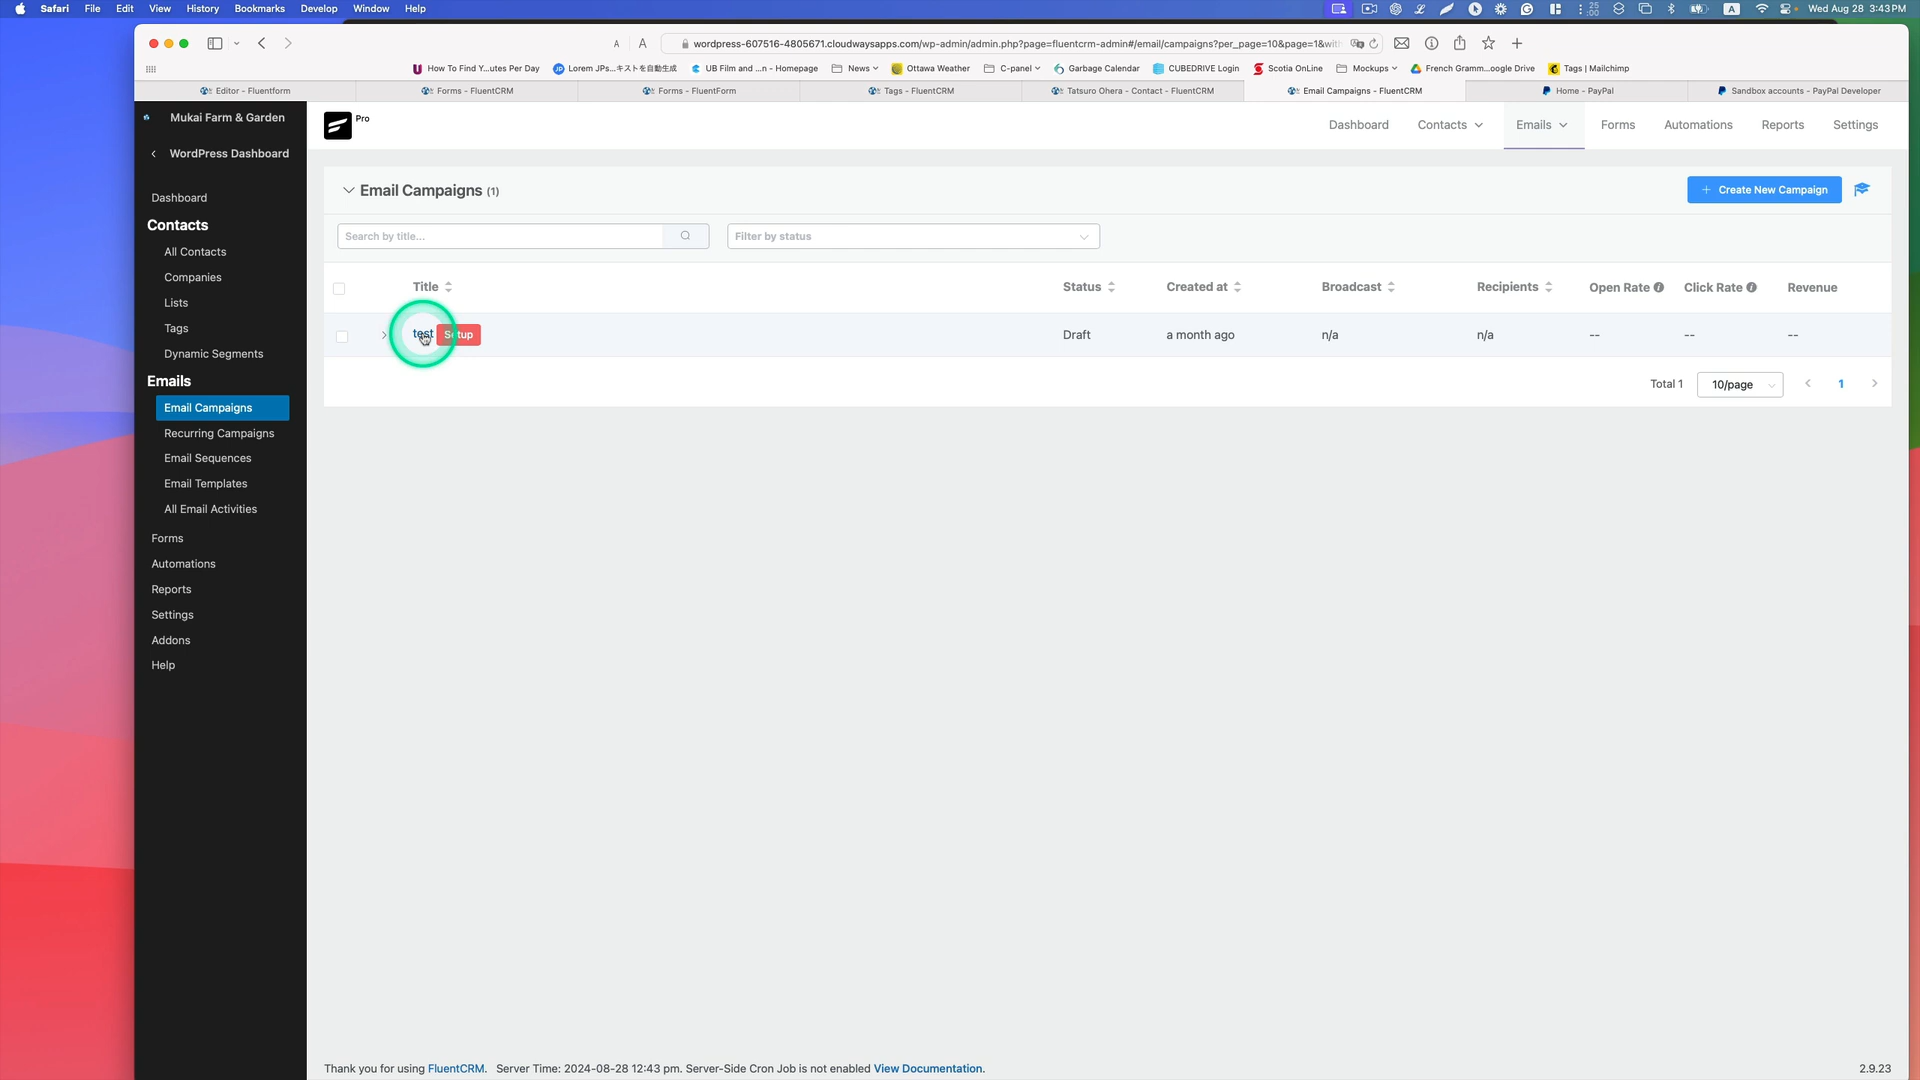 Safari File Edit View History Bookmarks Develop Window Help
25
:00
A
Wed Aug 28 3:43 PM
A A
wordpress-607516-4805671.cloudwaysapps.com/wp-admin/admin.php?page=fluentcrm-admin#/email/campaigns?per_page=10&page=1&wit
How To Find Y...utes Per Day
Lorem JPs...キストを自動生成
UB Film and ...n - Homepage
News
Ottawa Weather
C-panel
Garbage Calendar
CUBEDRIVE Login
Scotia OnLine
Mockups
French Gramm...oogle Drive
Tags | Mailchimp
Editor - Fluentform
Forms - FluentCRM
Forms - FluentForm
Tags - FluentCRM
Tatsuro Ohera - Contact - FluentCRM
Email Campaigns - FluentCRM
Home - PayPal
Sandbox accounts - PayPal Developer
Mukai Farm & Garden
WordPress Dashboard
Dashboard
Contacts
All Contacts
Companies
Lists
Tags
Dynamic Segments
Emails
Email Campaigns
Recurring Campaigns
Email Sequences
Email Templates
All Email Activities
Forms
Automations
Reports
Settings
Addons
Help
Pro
Dashboard Contacts Emails Forms Automations Reports Settings
Email Campaigns (1)
+ Create New Campaign
Search by title...
Filter by status
Title Status Created at Broadcast Recipients Open Rate Click Rate Revenue
test Setup Draft a month ago n/a n/a -- -- --
Total 1 10/page 1
Thank you for using FluentCRM. Server Time: 2024-08-28 12:43 pm. Server-Side Cron Job is not enabled View Documentation.
2.9.23